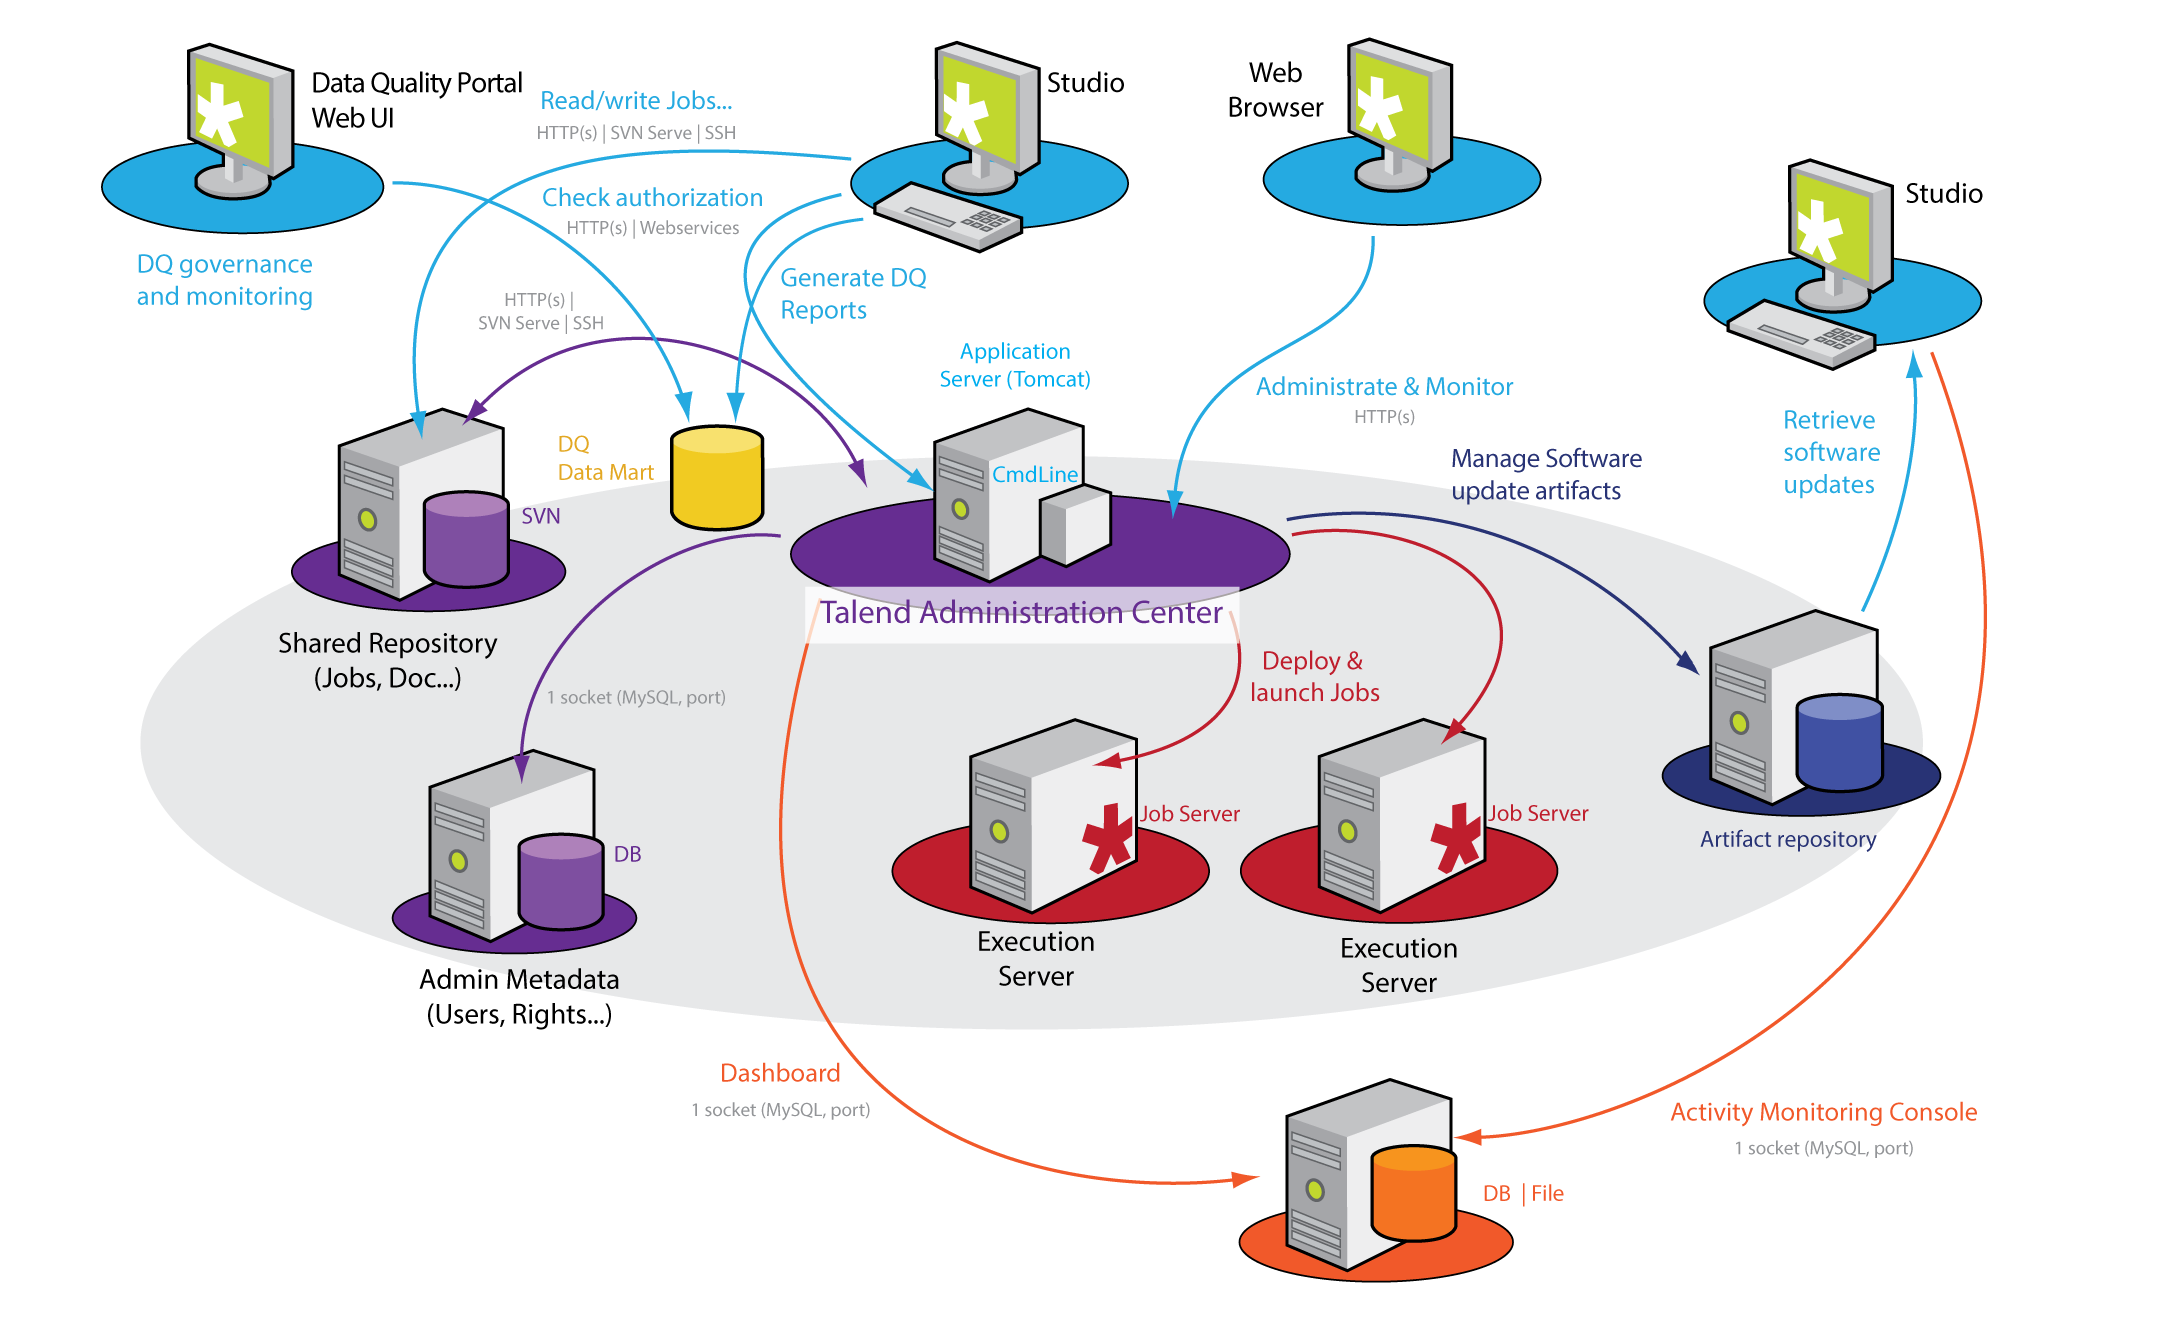 Data Quality Portal
Web UI
DQ governance
and monitoring
Read/write Jobs...
HTTP(s) | SVN Serve | SSH
Studio
Check authorization
HTTP(s) | Webservices
Generate DQ
Reports
HTTP(s) |
SVN Serve | SSH
Web
Browser
Studio
Application
Server (Tomcat)
Administrate & Monitor
HTTP(s)
Retrieve
software
updates
DQ
Data Mart
CmdLine
Manage Software
update artifacts
SVN
Shared Repository
(Jobs, Doc...)
Talend Administration Center
Deploy &
launch Jobs
1 socket (MySQL, port)
Job Server
Job Server
Artifact repository
DB
Admin Metadata
(Users, Rights...)
Execution
Server
Execution
Server
Dashboard
1 socket (MySQL, port)
Activity Monitoring Console
1 socket (MySQL, port)
DB | File